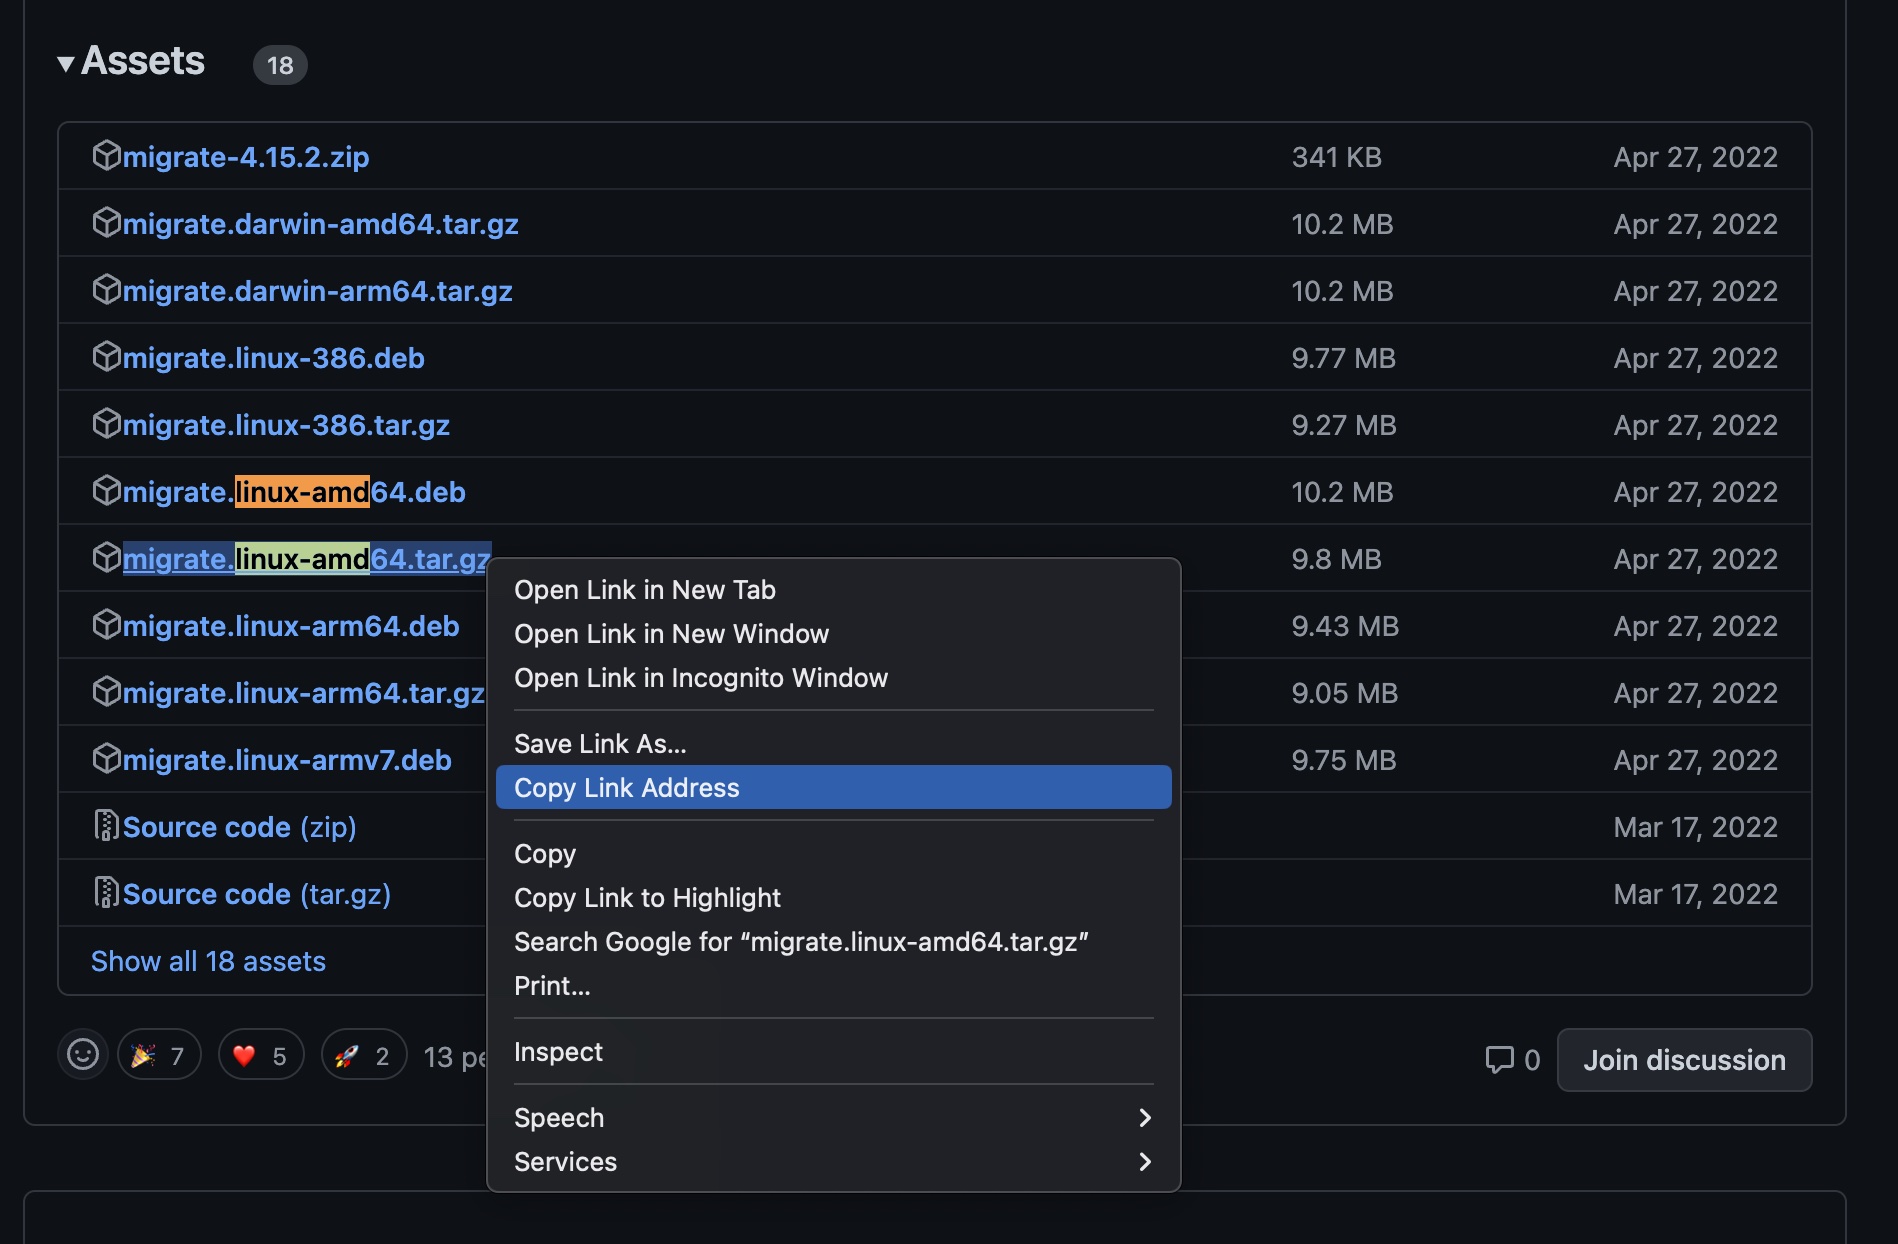 Assets 18
migrate-4.15.2.zip 341 KB Apr 27, 2022
migrate.darwin-amd64.tar.gz 10.2 MB Apr 27, 2022
migrate.darwin-arm64.tar.gz 10.2 MB Apr 27, 2022
migrate.linux-386.deb 9.77 MB Apr 27, 2022
migrate.linux-386.tar.gz 9.27 MB Apr 27, 2022
migrate.linux-amd64.deb 10.2 MB Apr 27, 2022
migrate.linux-amd64.tar.gz 9.8 MB Apr 27, 2022
migrate.linux-arm64.deb 9.43 MB Apr 27, 2022
migrate.linux-arm64.tar.gz 9.05 MB Apr 27, 2022
migrate.linux-armv7.deb 9.75 MB Apr 27, 2022
Source code (zip) Mar 17, 2022
Source code (tar.gz) Mar 17, 2022
Show all 18 assets
7 5 2 13
0 Join discussion
Open Link in New Tab
Open Link in New Window
Open Link in Incognito Window
Save Link As...
Copy Link Address
Copy
Copy Link to Highlight
Search Google for “migrate.linux-amd64.tar.gz”
Print...
Inspect
Speech
Services